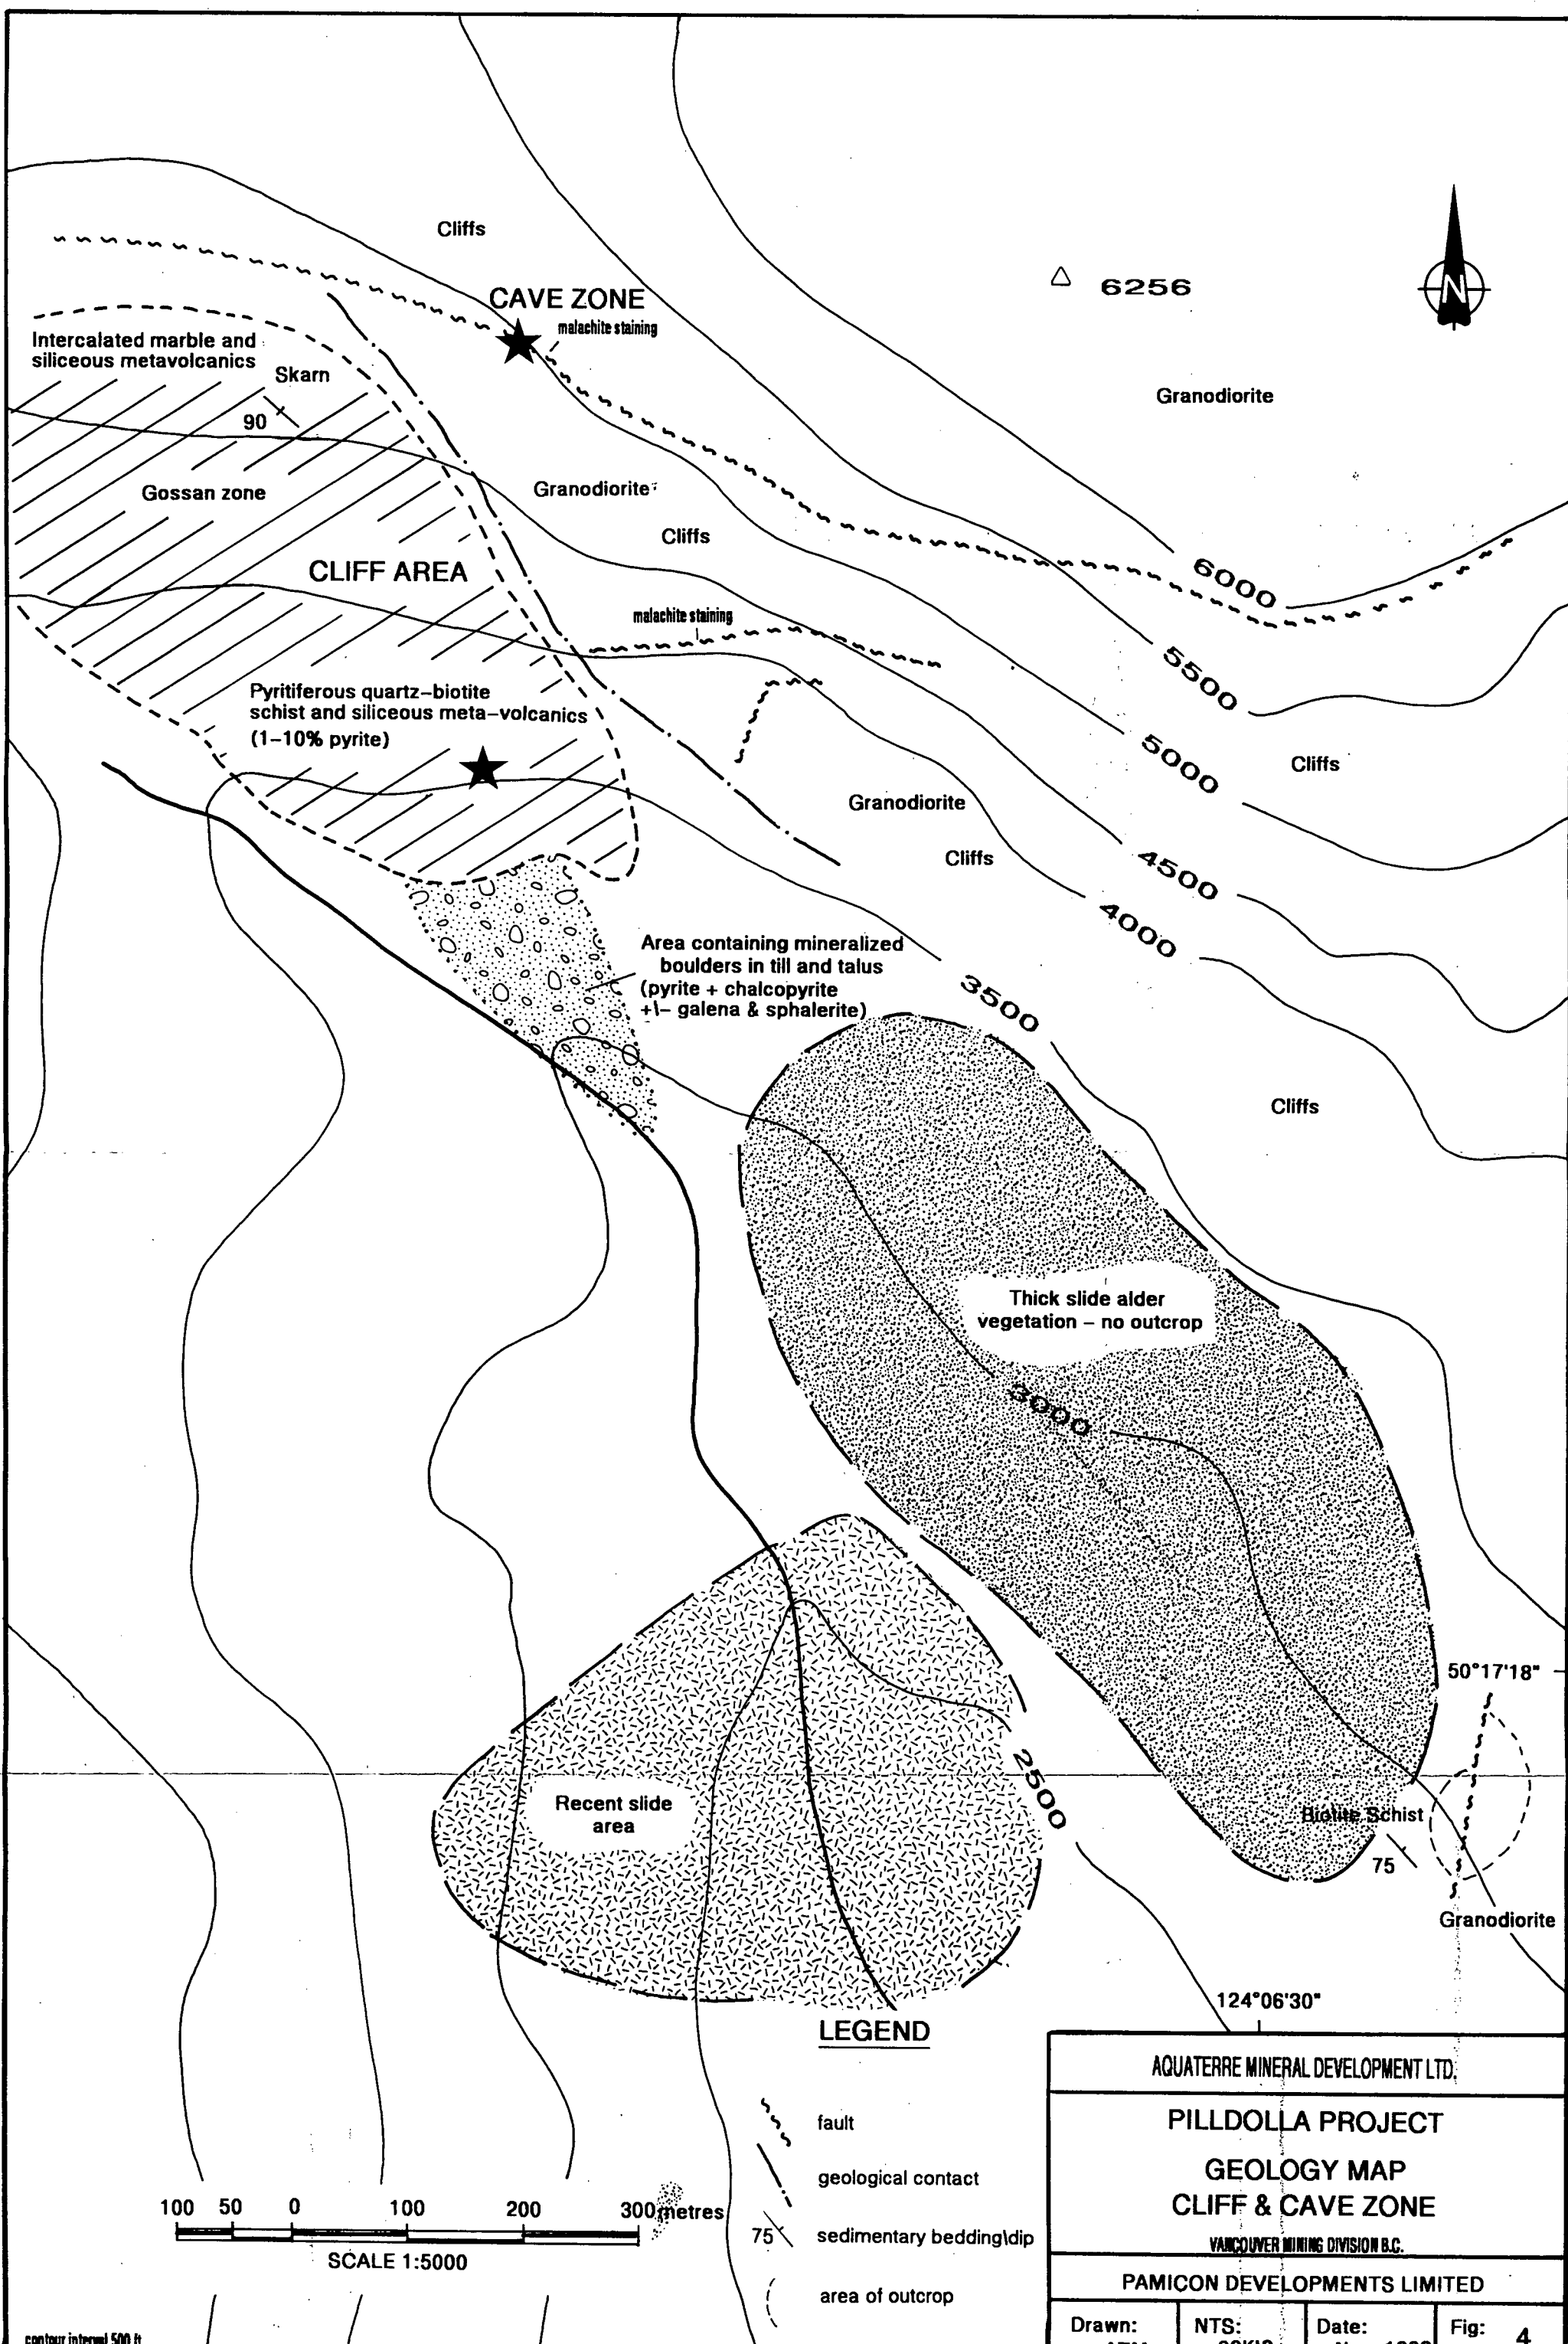 Cliffs
CAVE ZONE
malachite staining
6256
N
Intercalated marble and
siliceous metavolcanics
Skarn
90
Granodiorite
Gossan zone
Granodiorite
Cliffs
CLIFF AREA
6000
malachite staining
5500
Pyritiferous quartz-biotite
schist and siliceous meta-volcanics
(1-10% pyrite)
5000
Cliffs
Granodiorite
Cliffs
4500
4000
Area containing mineralized
boulders in till and talus
(pyrite + chalcopyrite
+\- galena & sphalerite)
3500
Cliffs
Thick slide alder
vegetation - no outcrop
3000
50°17'18"
2500
Recent slide
area
Biotite Schist
75
Granodiorite
124°06'30"
LEGEND
fault
geological contact
75 sedimentary bedding\dip
area of outcrop
100 50 0 100 200 300 metres
SCALE 1:5000
contour interval 500 ft
AQUATERRE MINERAL DEVELOPMENT LTD.
PILLDOLLA PROJECT
GEOLOGY MAP
CLIFF & CAVE ZONE
VANCOUVER MINING DIVISION B.C.
PAMICON DEVELOPMENTS LIMITED
Drawn: NTS: Date: Fig: 4